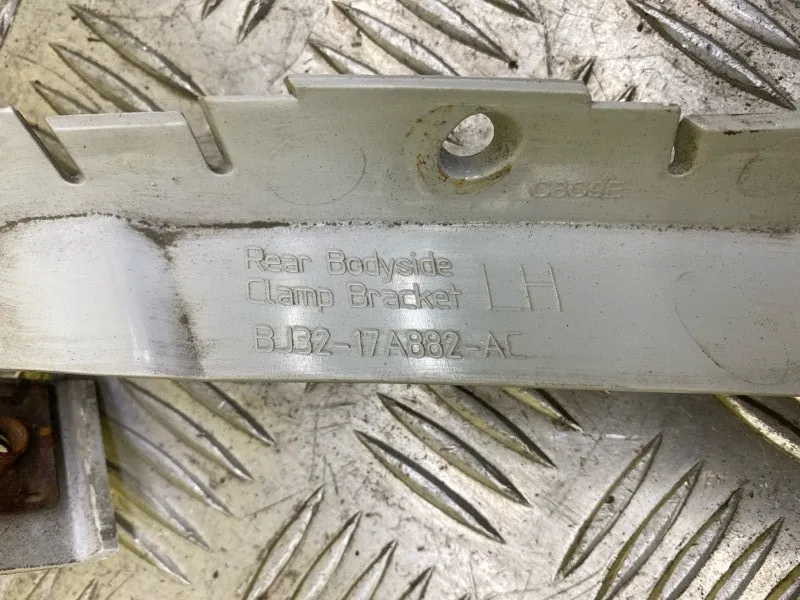 Rear Bodyside
Clamp Bracket LH
BJ32-17A882-AC